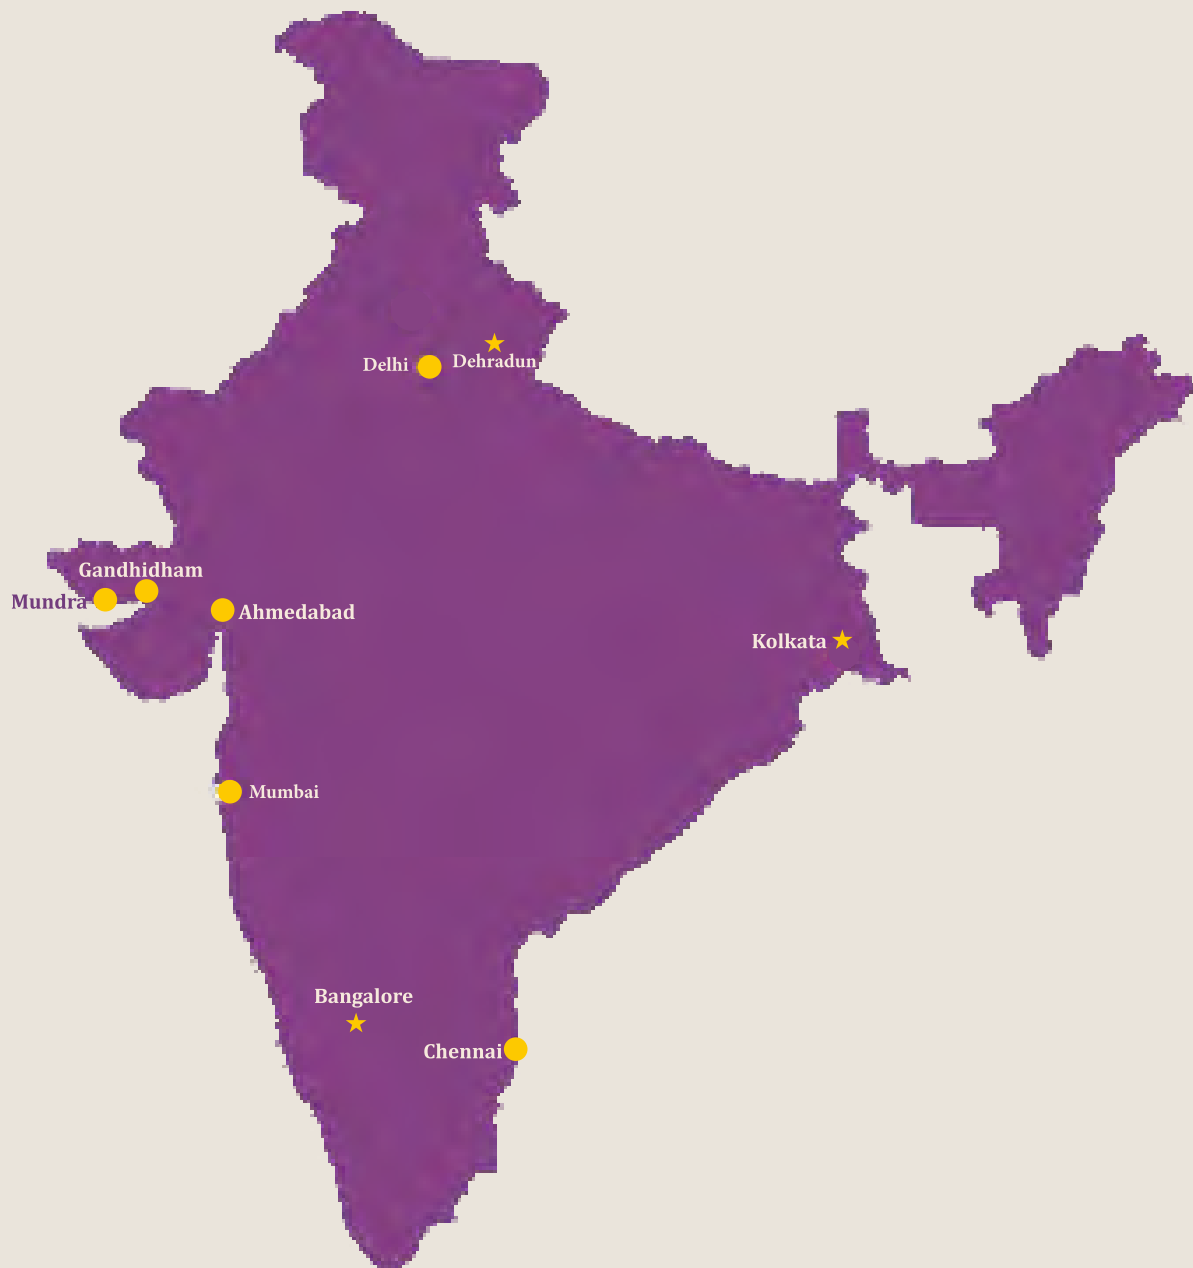 Delhi
Dehradun
Gandhidham
Mundra
Ahmedabad
Kolkata
Mumbai
Bangalore
Chennai